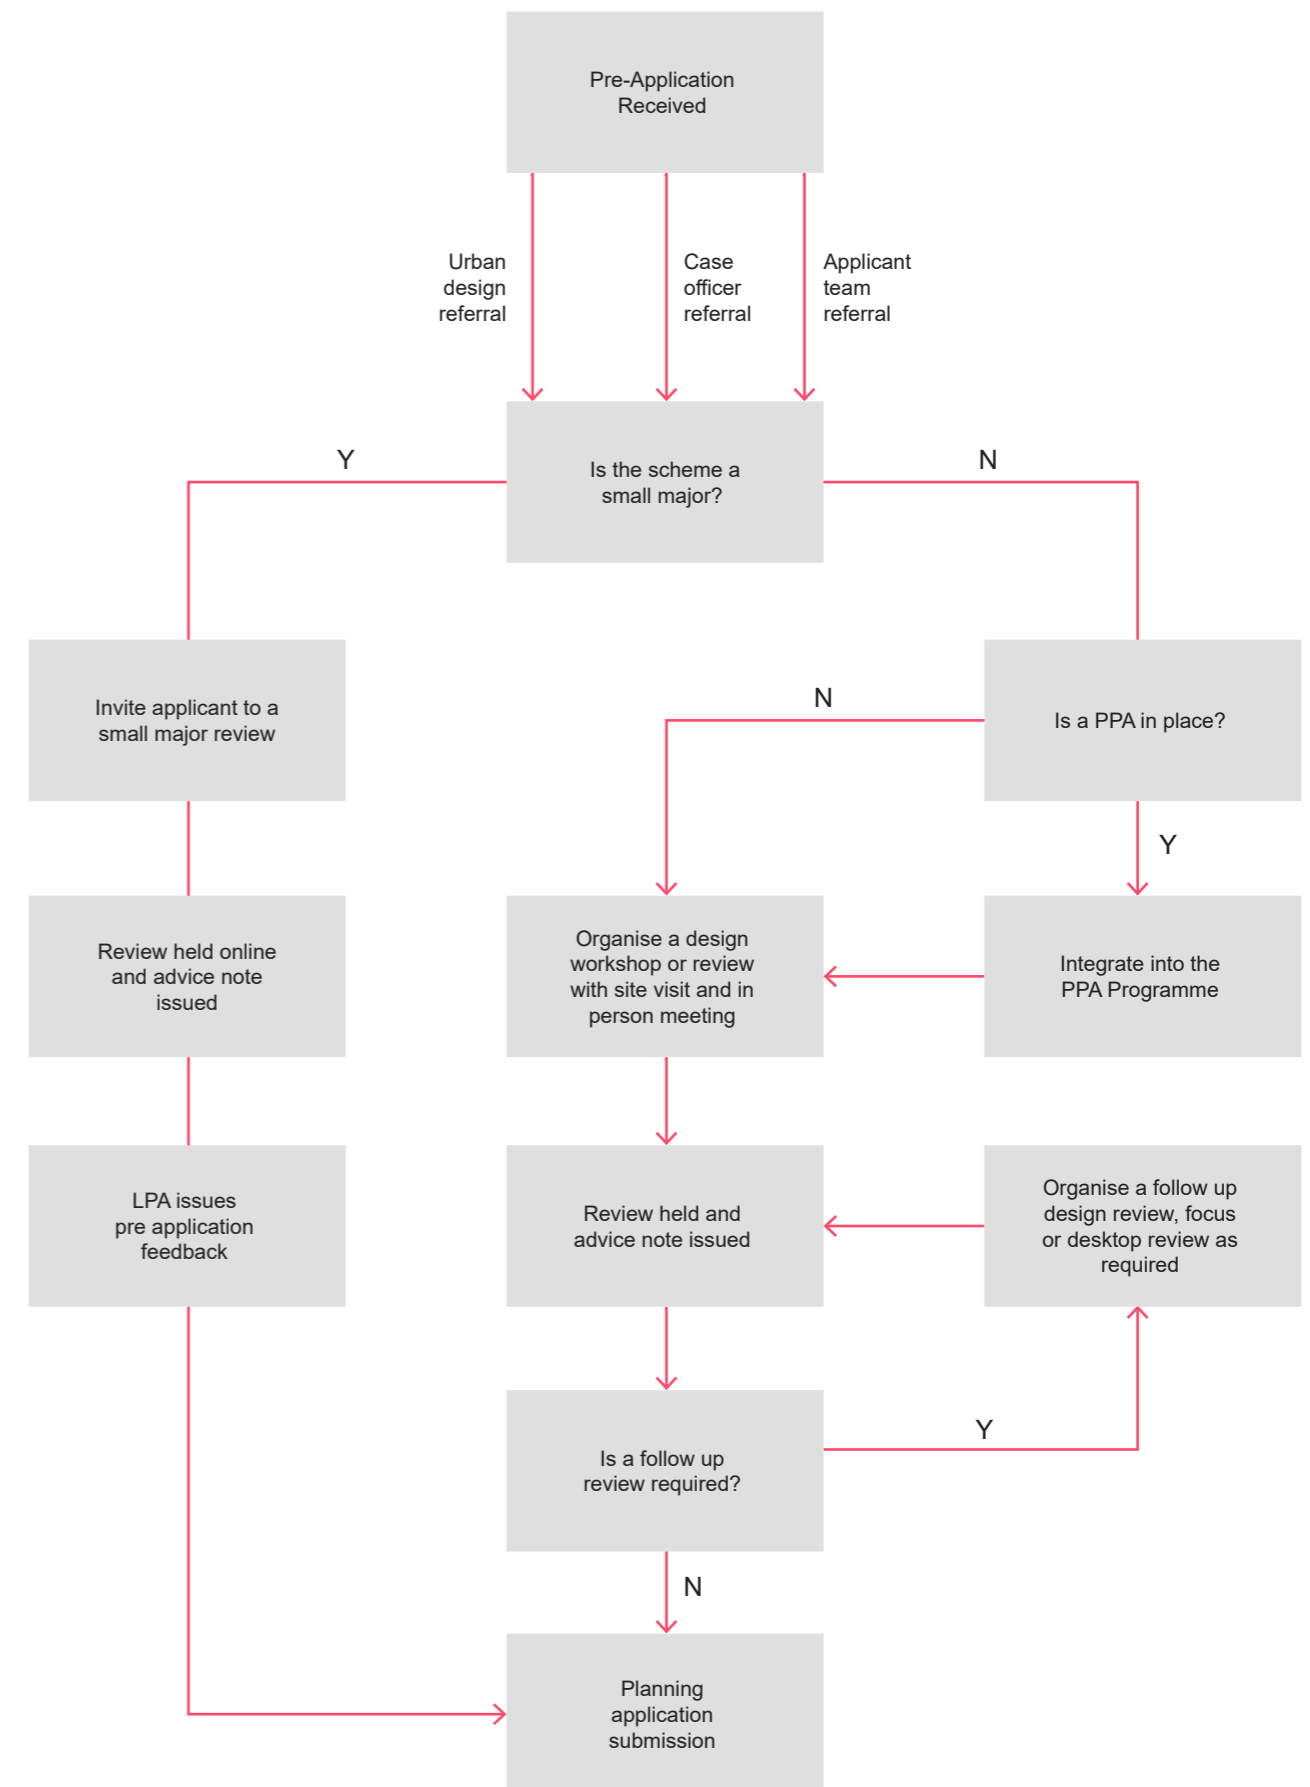 Pre-Application
Received
Urban
design
referral
Case
officer
referral
Applicant
team
referral
Is the scheme a
small major?
Y
N
Invite applicant to a
small major review
N
Is a PPA in place?
Y
Review held online
and advice note
issued
Organise a design
workshop or review
with site visit and in
person meeting
Integrate into the
PPA Programme
LPA issues
pre application
feedback
Review held and
advice note issued
Organise a follow up
design review, focus
or desktop review as
required
Is a follow up
review required?
Y
N
Planning
application
submission